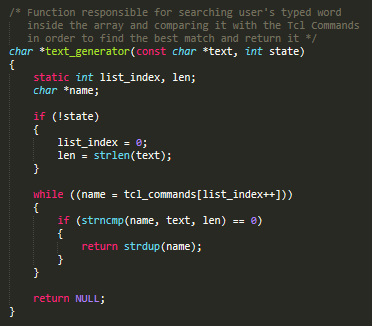 /* Function responsible for searching user's typed word
   inside the array and comparing it with the Tcl Commands
   in order to find the best match and return it */
char *text_generator(const char *text, int state)
{
    static int list_index, len;
    char *name;

    if (!state)
    {
        list_index = 0;
        len = strlen(text);
    }

    while ((name = tcl_commands[list_index++]))
    {
        if (strncmp(name, text, len) == 0)
        {
            return strdup(name);
        }
    }

    return NULL;
}